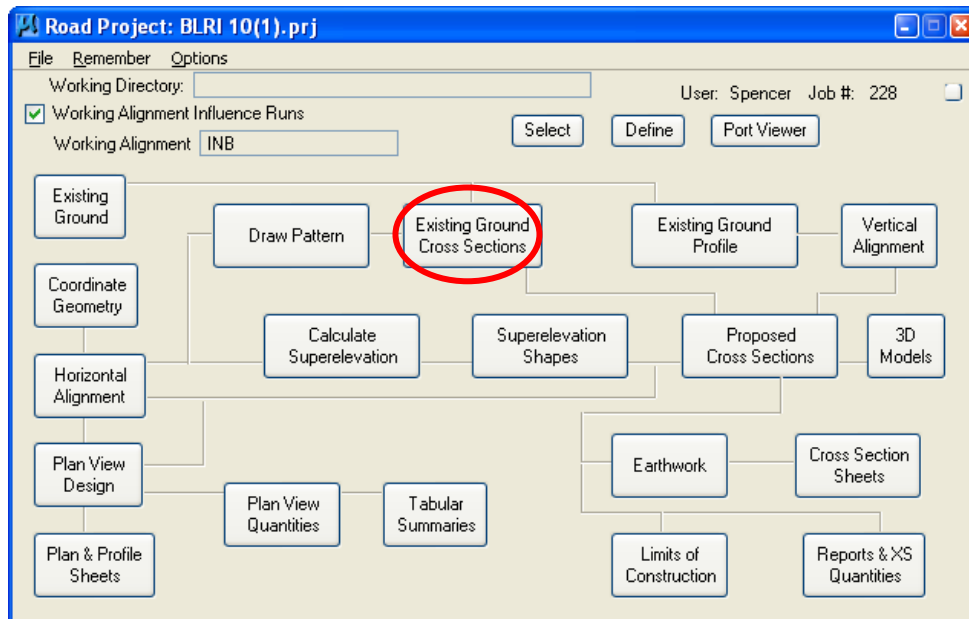 Road Project: BLRI 10(1).prj
File Remember Options
Working Directory:
User: Spencer Job #: 228
Working Alignment Influence Runs
Working Alignment INB
Select Define Port Viewer
Existing
Ground
Draw Pattern
Existing Ground
Cross Sections
Existing Ground
Profile
Vertical
Alignment
Coordinate
Geometry
Calculate
Superelevation
Superelevation
Shapes
Proposed
Cross Sections
3D
Models
Horizontal
Alignment
Plan View
Design
Earthwork
Cross Section
Sheets
Plan View
Quantities
Tabular
Summaries
Plan & Profile
Sheets
Limits of
Construction
Reports & XS
Quantities